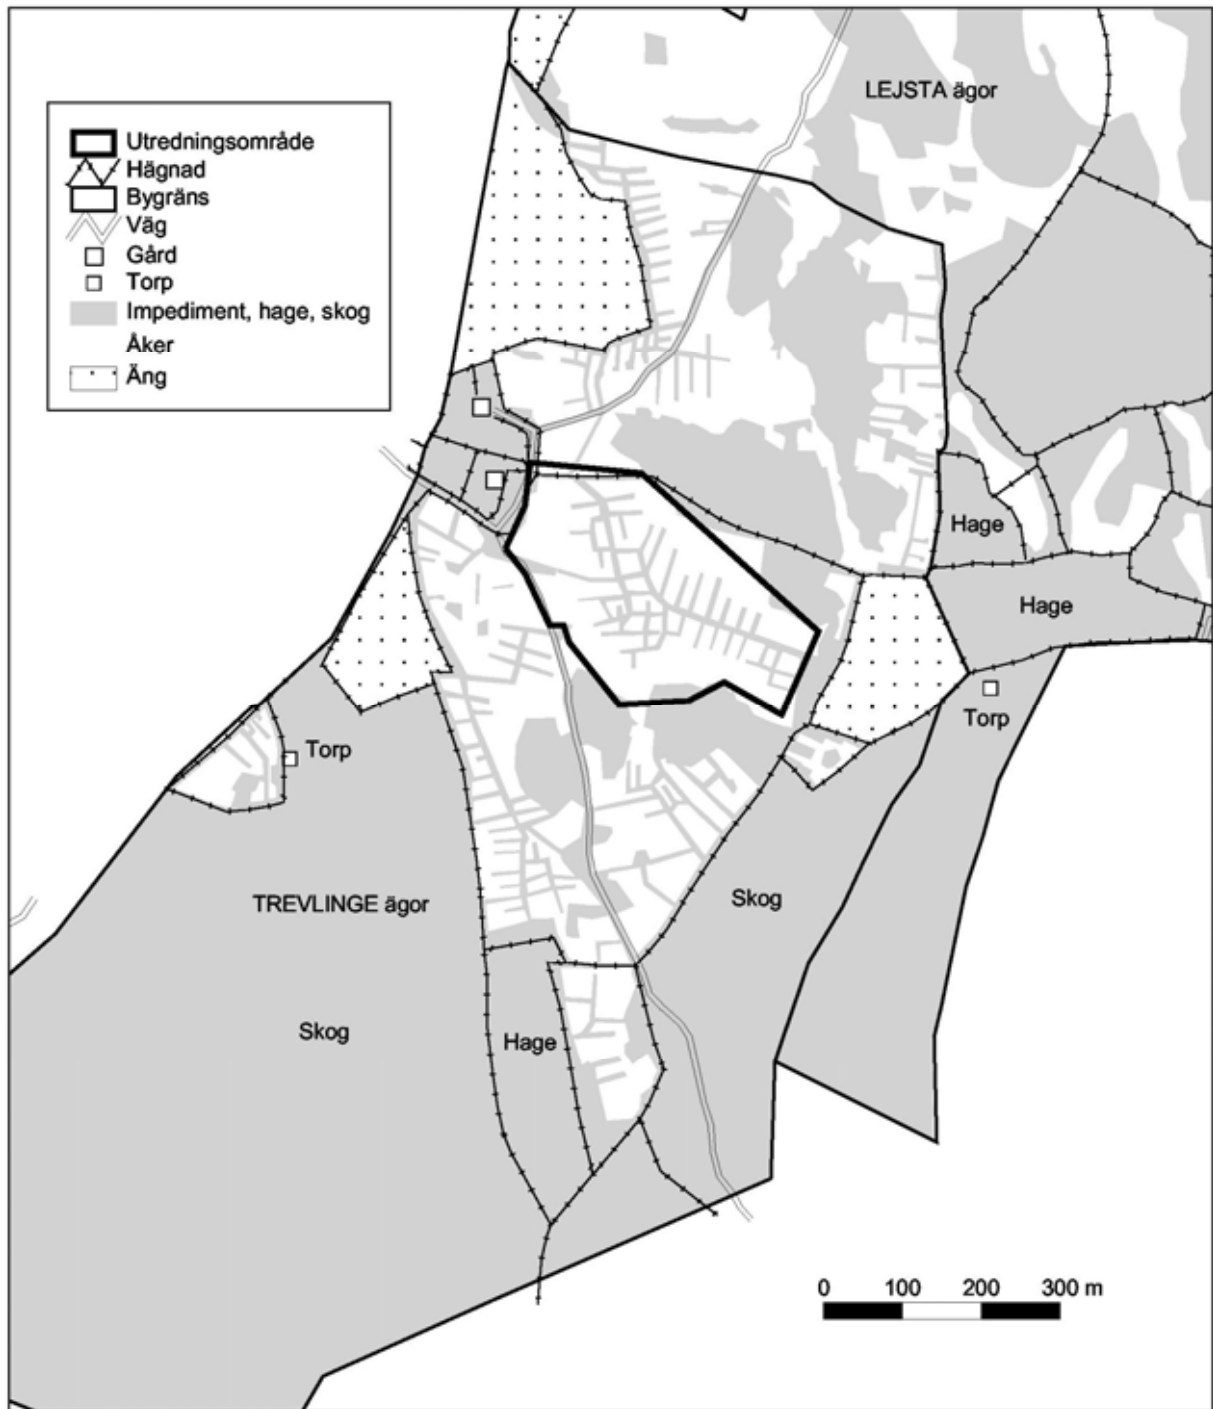 LEJSTA ägor
Utredningsområde
Hägnad
Bygräns
Väg
Gård
Torp
Impediment, hage, skog
Åker
Äng
Hage
Hage
Torp
Torp
TREVLINGE ägor
Skog
Skog
Hage
0 100 200 300 m